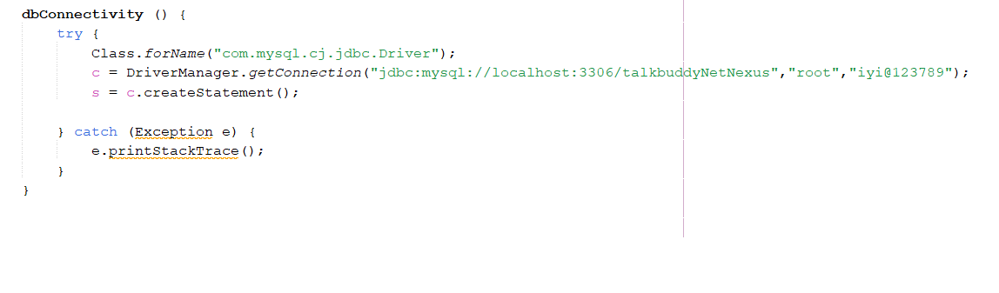 dbConnectivity () {
try {
Class.forName("com.mysql.cj.jdbc.Driver");
c = DriverManager.getConnection("jdbc:mysql://localhost:3306/talkbuddyNetNexus","root","iyi@123789");
s = c.createStatement();
} catch (Exception e) {
e.printStackTrace();
}
}